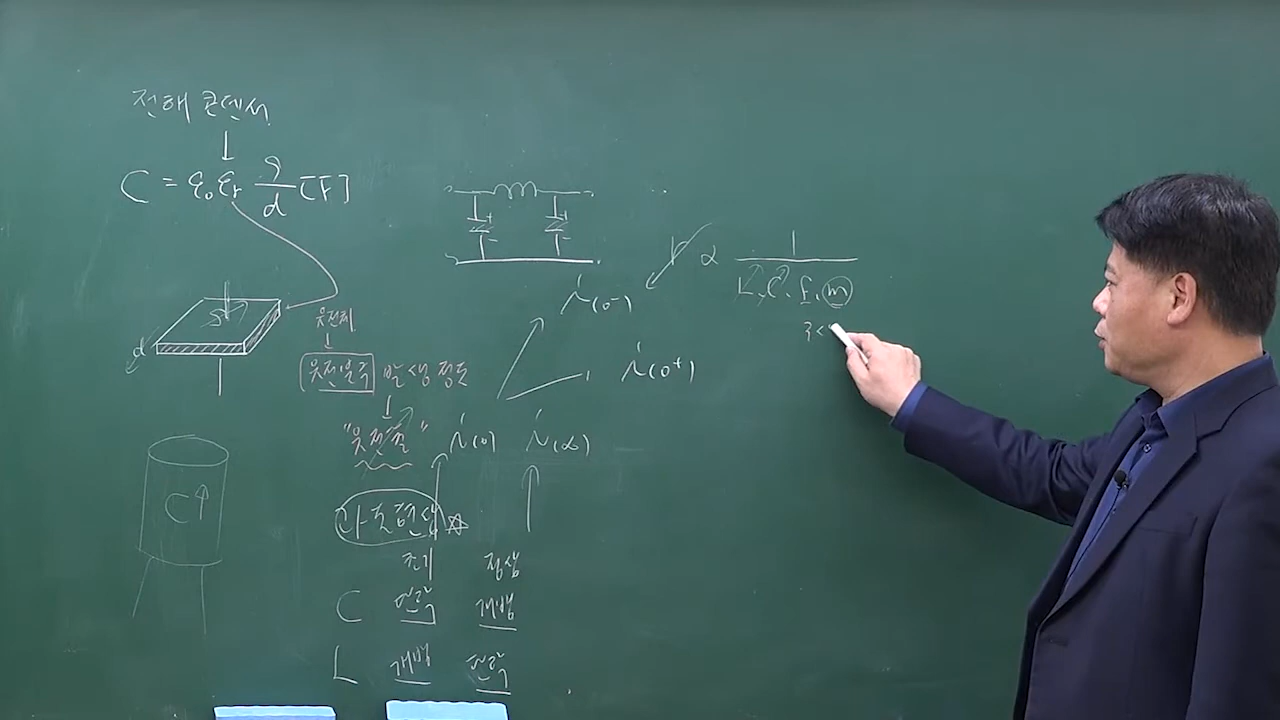 전해 콘덴서
↓
C = ε₀εᵣ S/d [F]
S
d
유전체
↓
유전율 발생정도
↓
"유전율"
C↑
+ +
- -
r ∝ 1/(L, C, f, m)
3 <
i(0-)
i(0+)
i(0) i(∞)
과도현상 ☆
초기 정상
C 단락 개방
L 개방 단락